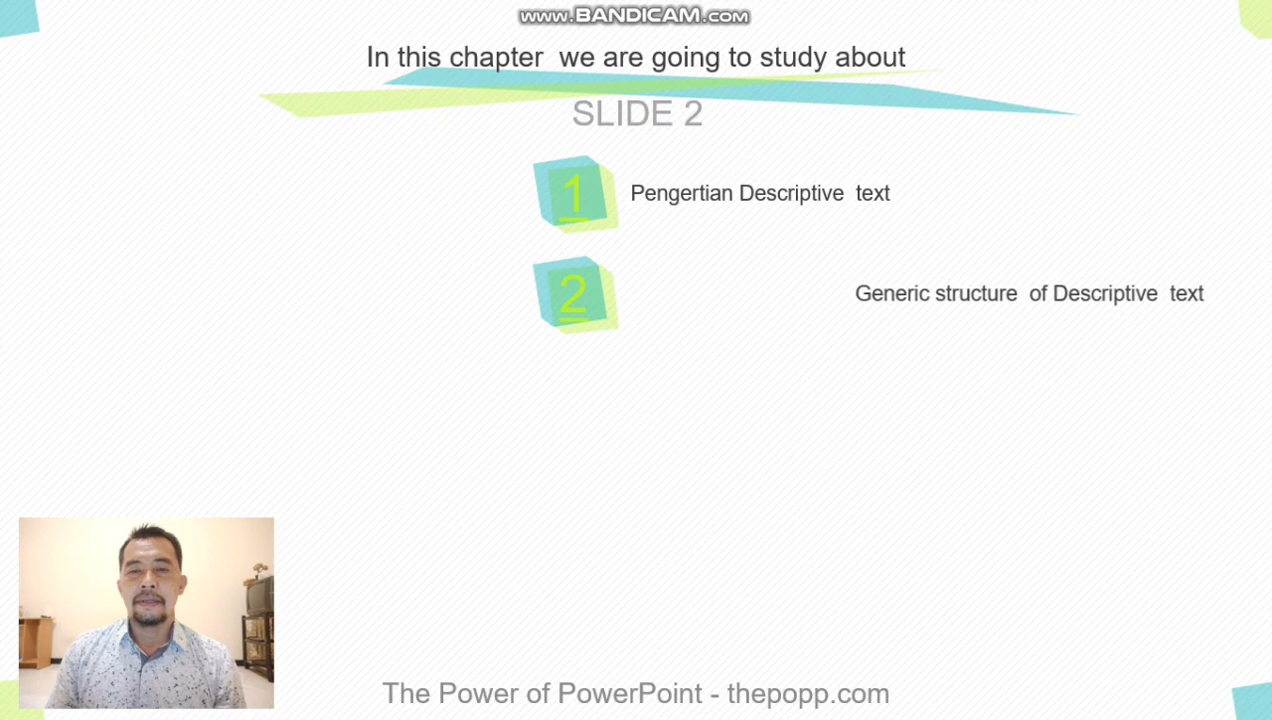 www.BANDICAM.com
In this chapter we are going to study about
SLIDE 2
1 Pengertian Descriptive text
2 Generic structure of Descriptive text
The Power of PowerPoint - thepopp.com